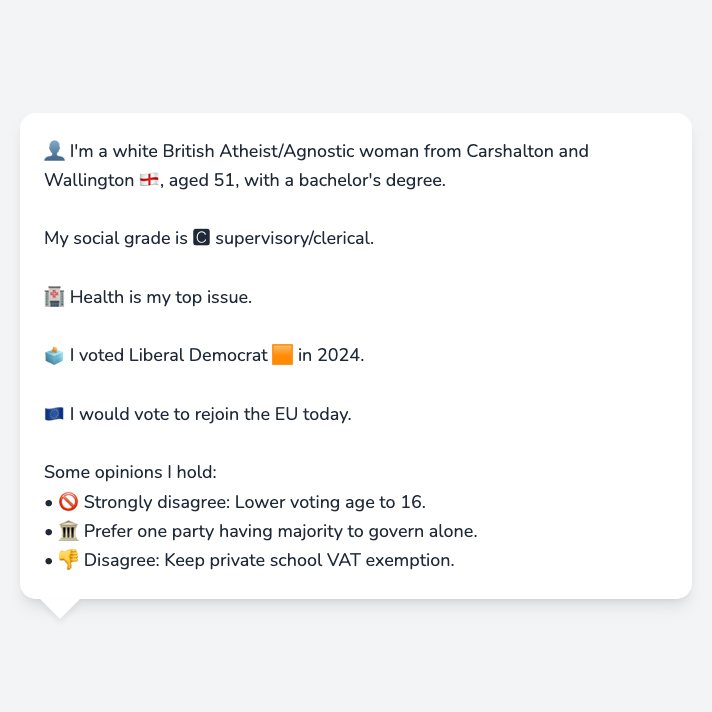 👤 I'm a white British Atheist/Agnostic woman from Carshalton and
Wallington 🏴󠁧󠁢󠁥󠁮󠁧󠁿, aged 51, with a bachelor's degree.
My social grade is 🅲 supervisory/clerical.
🏥 Health is my top issue.
🗳️ I voted Liberal Democrat 🟧 in 2024.
🇪🇺 I would vote to rejoin the EU today.
Some opinions I hold:
• 🚫 Strongly disagree: Lower voting age to 16.
• 🏛️ Prefer one party having majority to govern alone.
• 👎 Disagree: Keep private school VAT exemption.